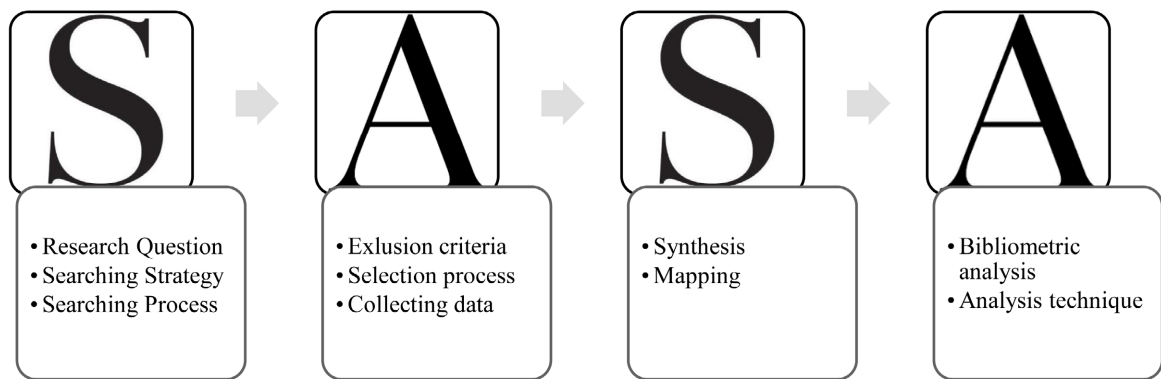 S
• Research Question
• Searching Strategy
• Searching Process
A
• Exlusion criteria
• Selection process
• Collecting data
S
• Synthesis
• Mapping
A
• Bibliometric
analysis
• Analysis technique